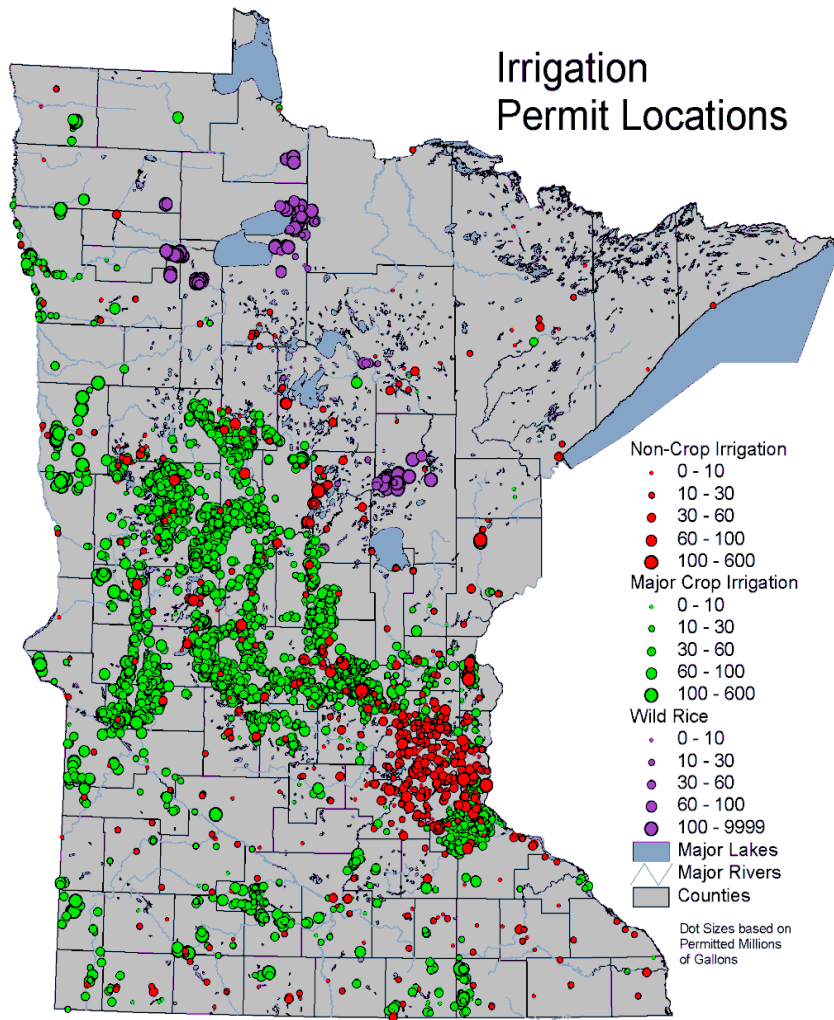 Irrigation
Permit Locations
Non-Crop Irrigation
0 - 10
10 - 30
30 - 60
60 - 100
100 - 600
Major Crop Irrigation
0 - 10
10 - 30
30 - 60
60 - 100
100 - 600
Wild Rice
0 - 10
10 - 30
30 - 60
60 - 100
100 - 9999
Major Lakes
Major Rivers
Counties
Dot Sizes based on
Permitted Millions
of Gallons